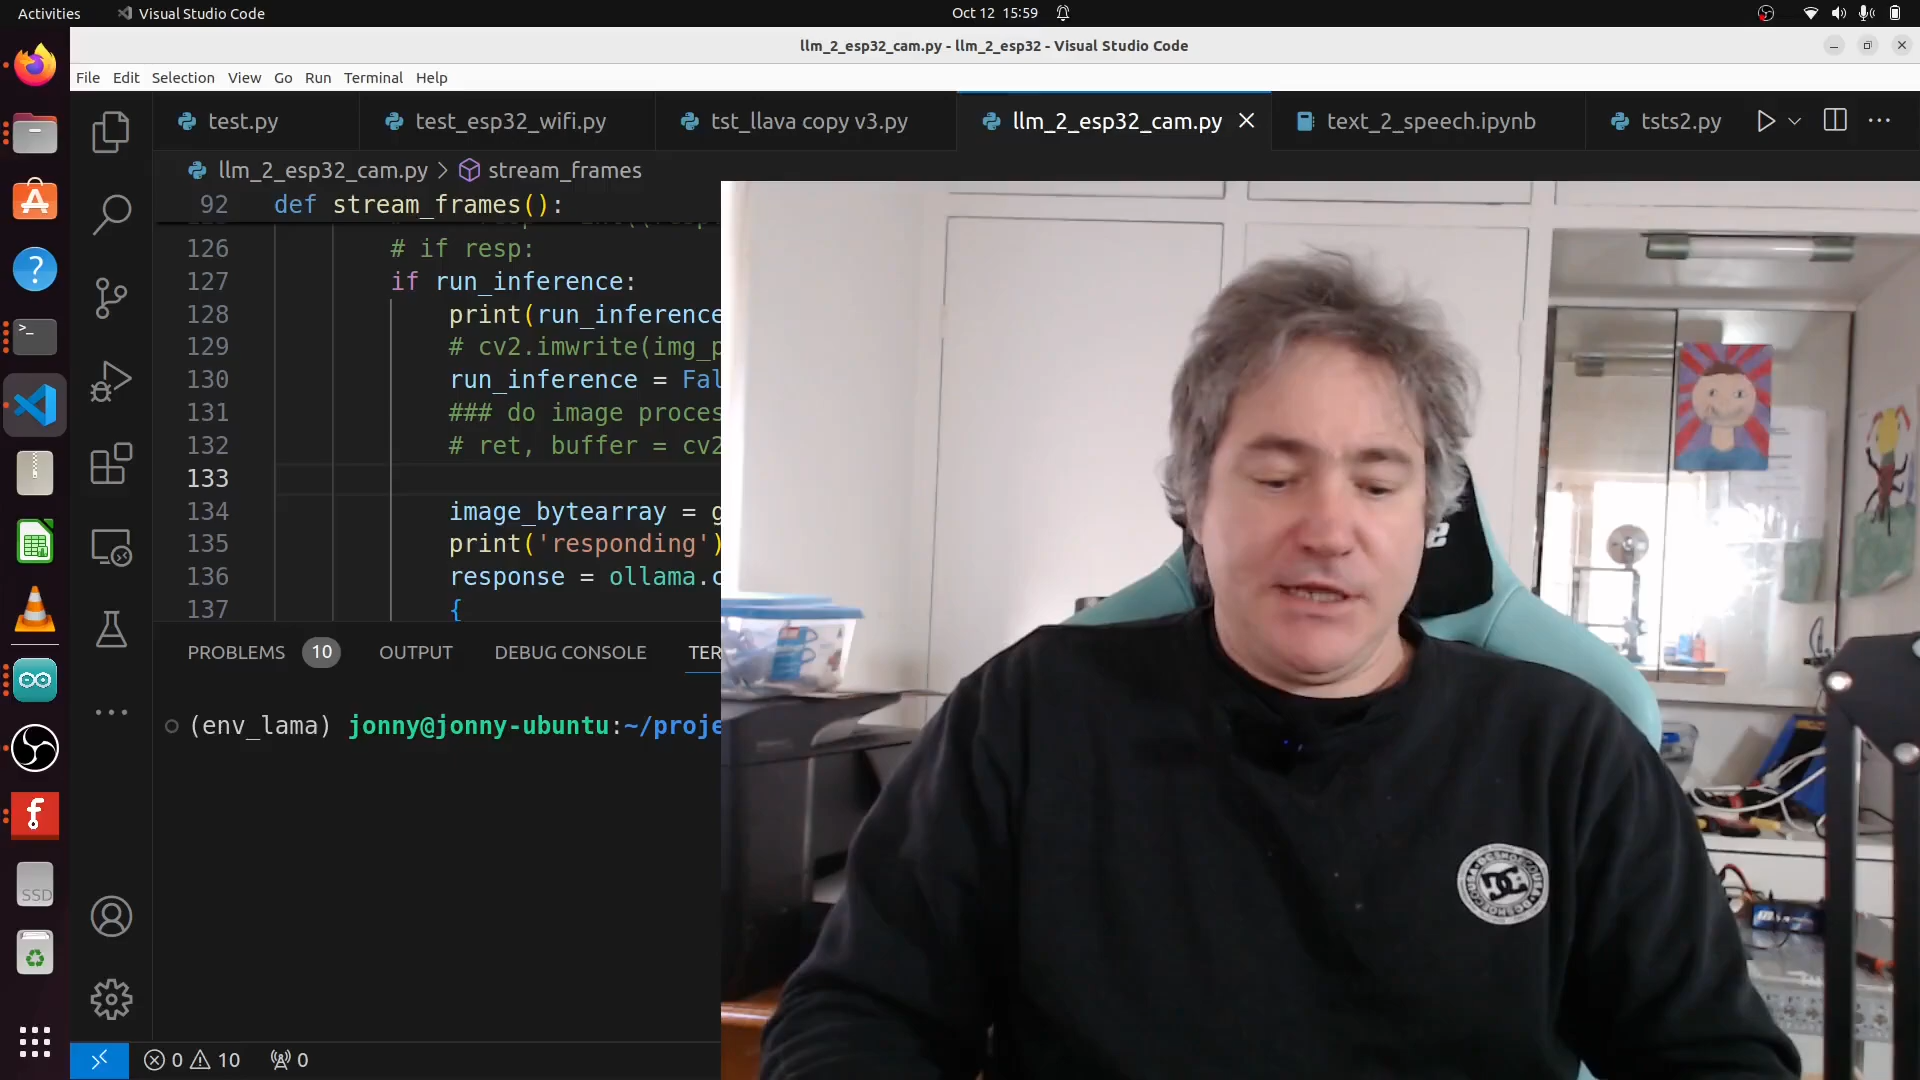 Activities
Visual Studio Code
Oct 12 15:59
llm_2_esp32_cam.py - llm_2_esp32 - Visual Studio Code
File Edit Selection View Go Run Terminal Help
test.py
test_esp32_wifi.py
tst_llava copy v3.py
llm_2_esp32_cam.py
text_2_speech.ipynb
tsts2.py
llm_2_esp32_cam.py > stream_frames
92 def stream_frames():
126 # if resp:
127 if run_inference:
128 print(run_inference
129 # cv2.imwrite(img_p
130 run_inference = Fal
131 ### do image proces
132 # ret, buffer = cv2
133
134 image_bytearray = g
135 print('responding')
136 response = ollama.c
137 {
PROBLEMS 10 OUTPUT DEBUG CONSOLE TER
(env_lama) jonny@jonny-ubuntu:~/proje
SSD
0 10 0